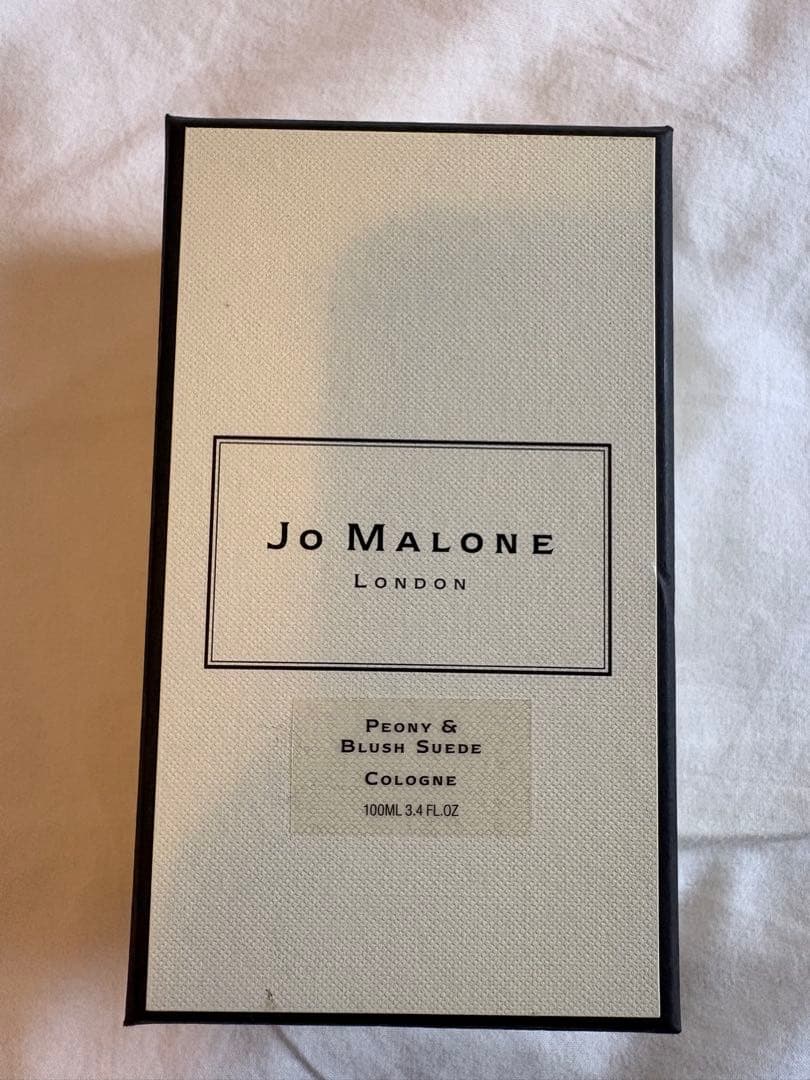 Jo Malone
London
Peony &
Blush Suede
Cologne
100ML 3.4 FL.OZ